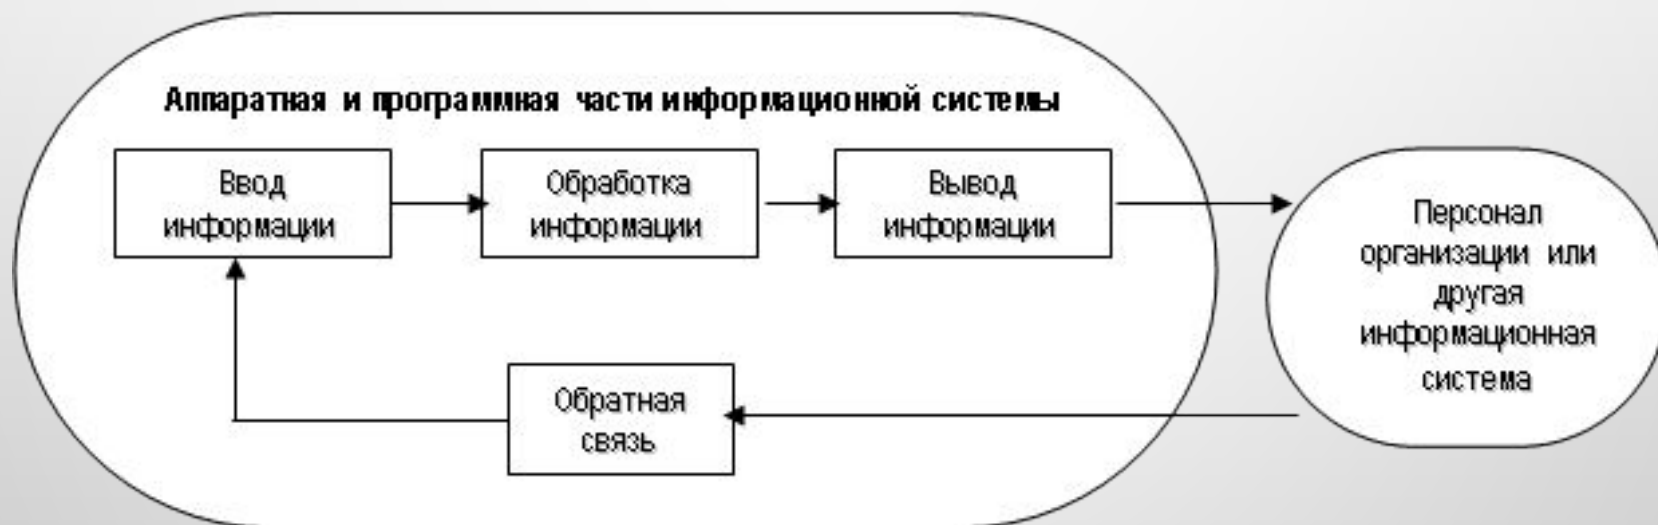 Аппаратная и программная части информационной системы
Ввод
информации
Обработка
информации
Вывод
информации
Персонал
организации или
другая
информационная
система
Обратная
связь